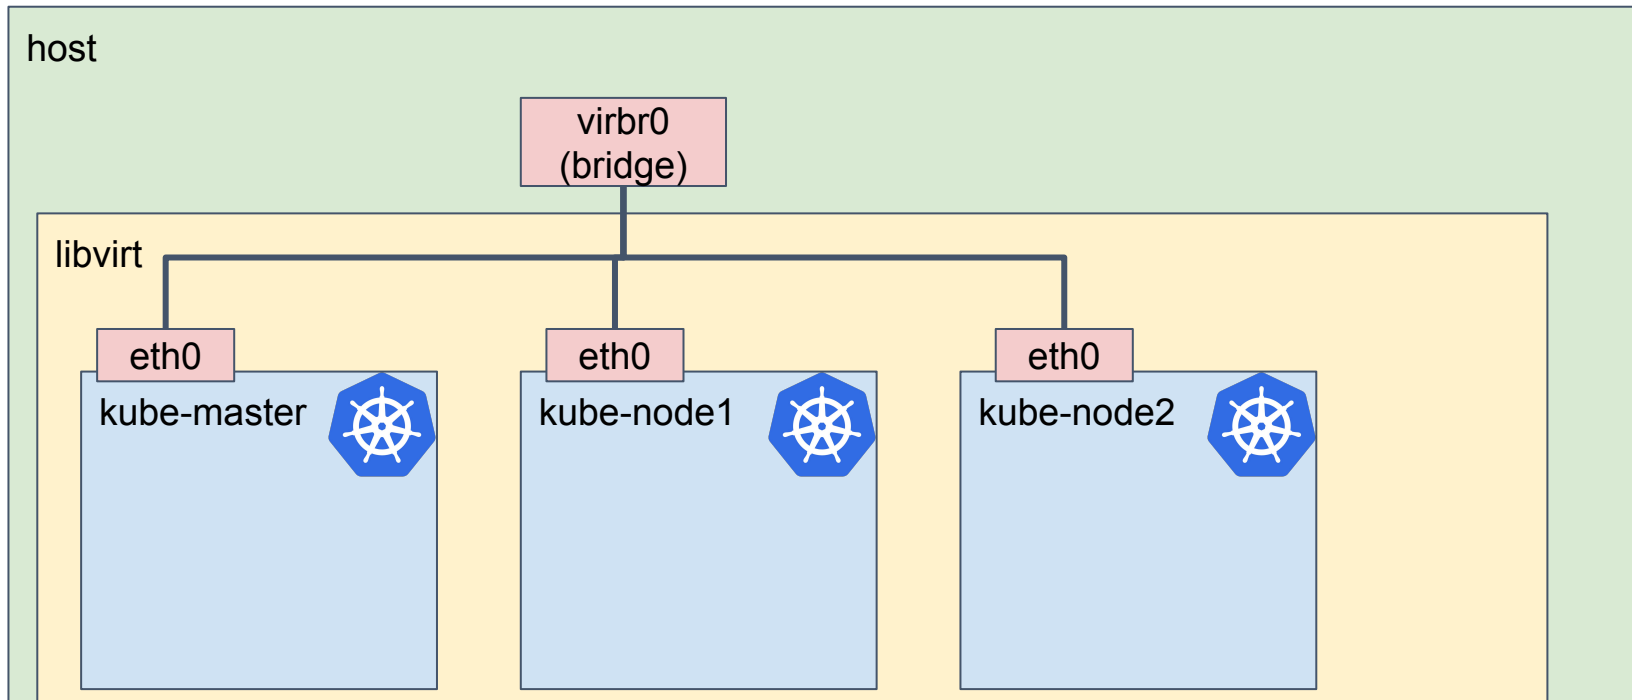 host
virbr0
(bridge)
libvirt
eth0
eth0
eth0
kube-master
kube-node1
kube-node2